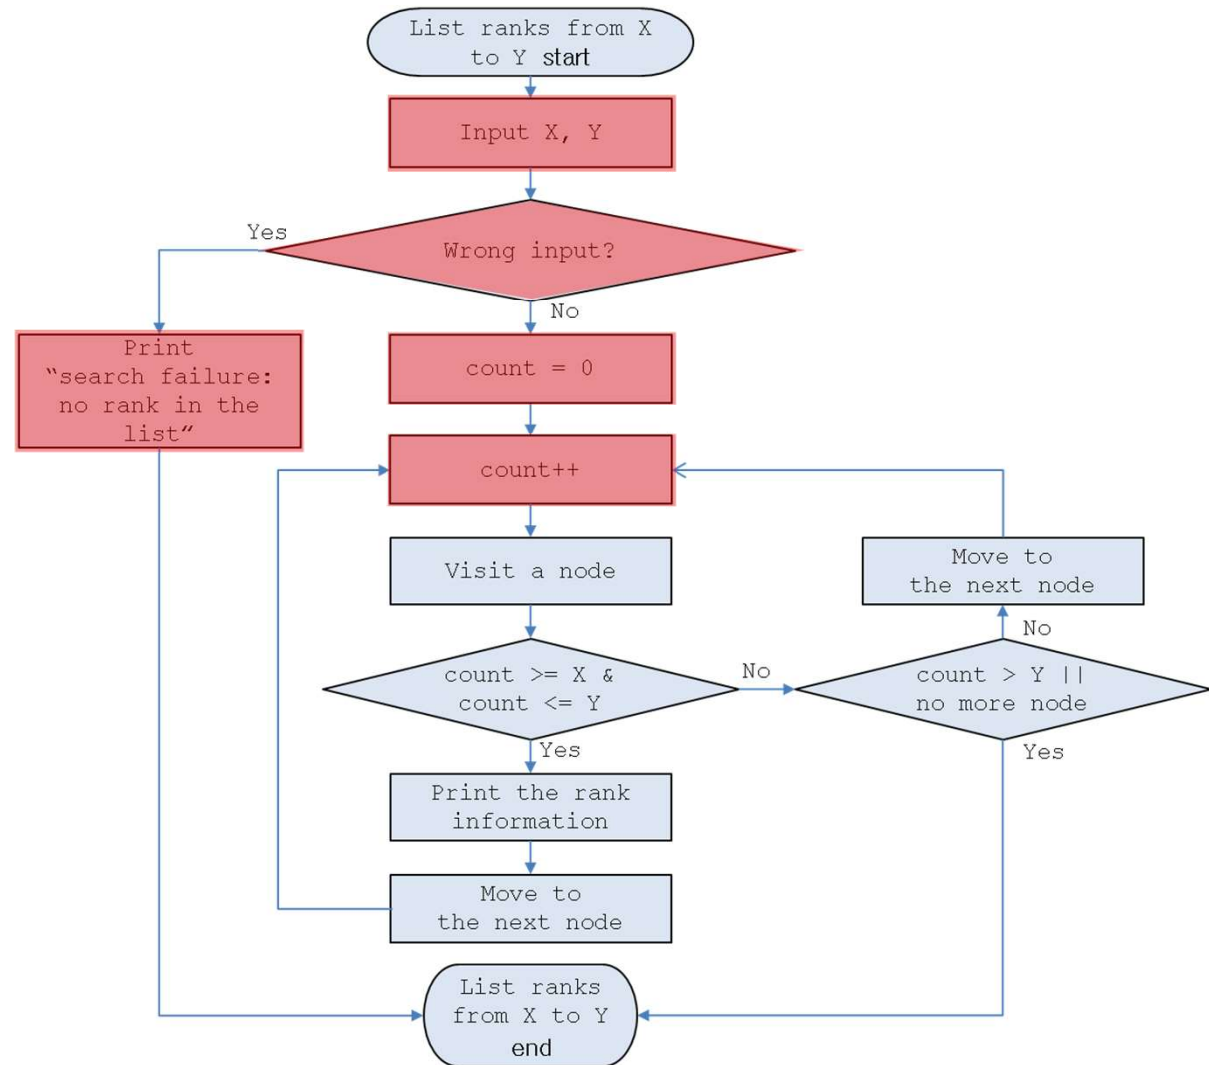 List ranks from X
to Y start
Input X, Y
Yes
Wrong input?
No
Print
“search failure:
no rank in the
list”
count = 0
count++
Visit a node
Move to
the next node
No
count >= X &
count <= Y
No
count > Y ||
no more node
Yes
Yes
Print the rank
information
Move to
the next node
List ranks
from X to Y
end